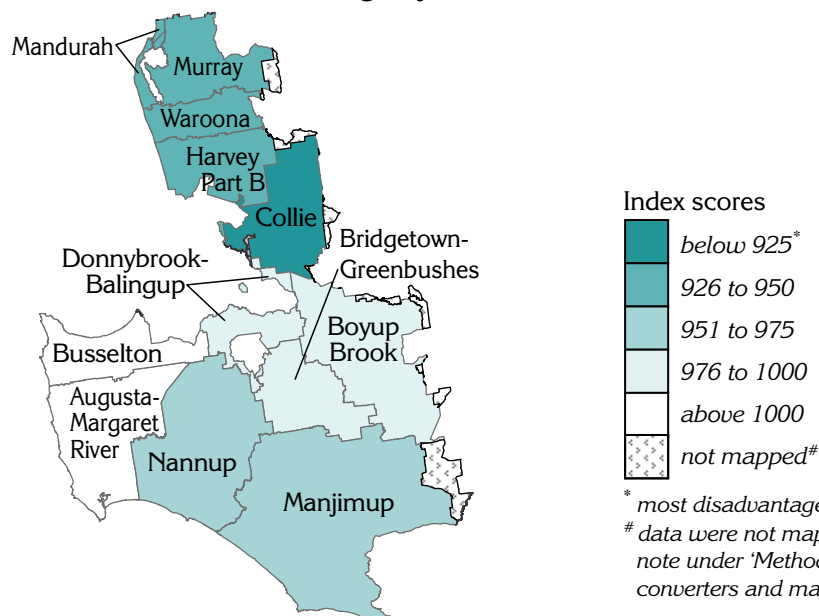 Mandurah
Murray
Waroona
Harvey
Part B
Collie
Donnybrook-
Balingup
Bridgetown-
Greenbushes
Boyup
Brook
Busselton
Augusta-
Margaret
River
Nannup
Manjimup
Index scores
below 925*
926 to 950
951 to 975
976 to 1000
above 1000
not mapped#
* most disadvantage
# data were not map
note under ‘Method
converters and ma